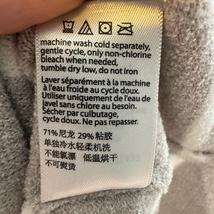 machine wash cold separately,
gentle cycle, only non-chlorine
bleach when needed,
tumble dry low, do not iron
Laver séparément à la machine
à l'eau froide au cycle doux.
Utiliser uniquement de l'eau
de javel sans chlore au besoin.
Sécher par culbutage,
cycle doux, ne pas repasser.
71% 尼龙 29% 粘胶
单独冷水轻柔机洗
不能氯漂 低温烘干
不可熨烫